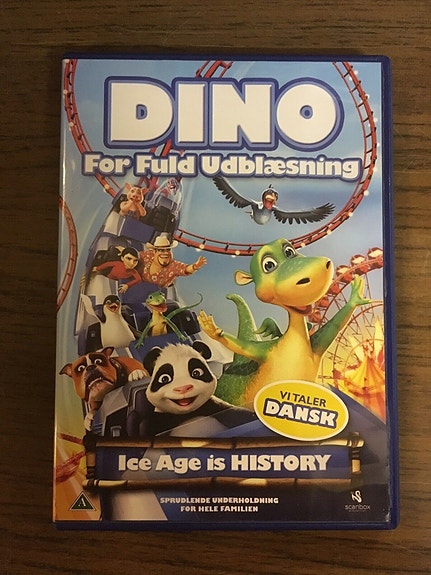 DINO
For Fuld Udblæsning
VI TALER
DANSK
Ice Age is HISTORY
A
SPRUDLENDE UNDERHOLDNING
FOR HELE FAMILIEN
scanbox